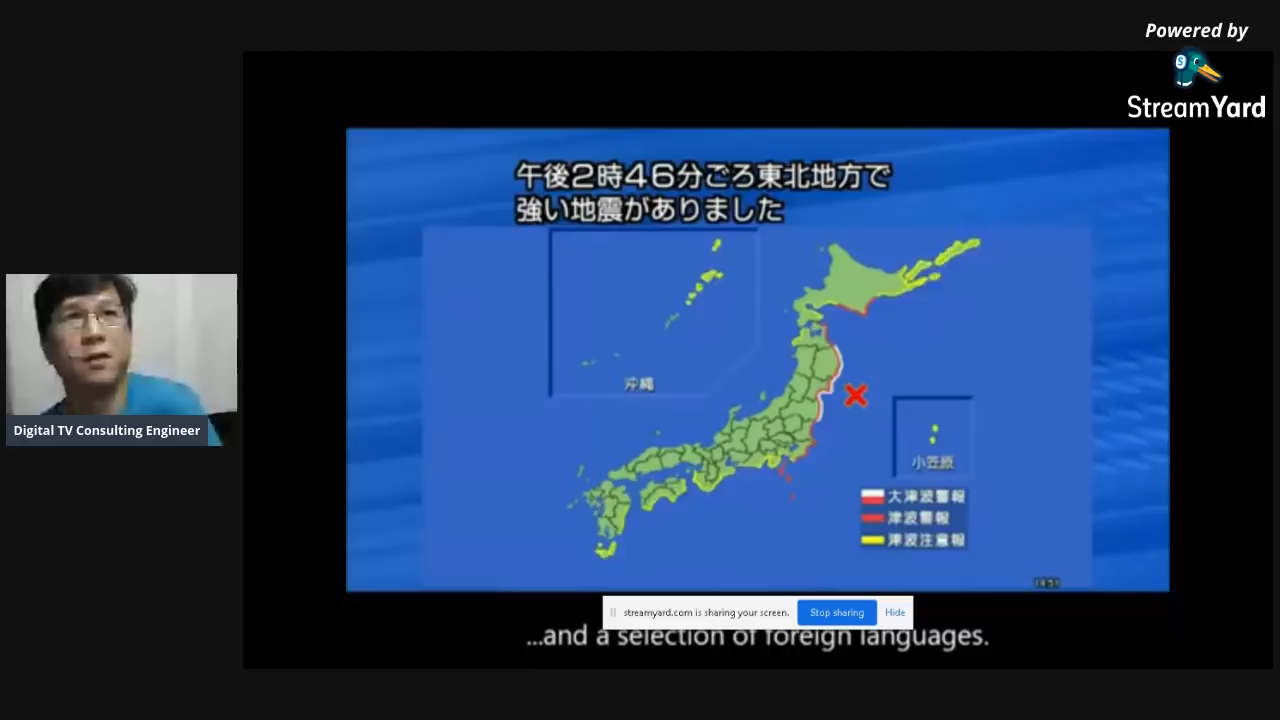 Powered by
StreamYard
午後2時46分ごろ東北地方で
強い地震がありました
沖縄
小笠原
大津波警報
津波警報
津波注意報
Digital TV Consulting Engineer
streamyard.com is sharing your screen.
Stop sharing
Hide
...and a selection of foreign languages.